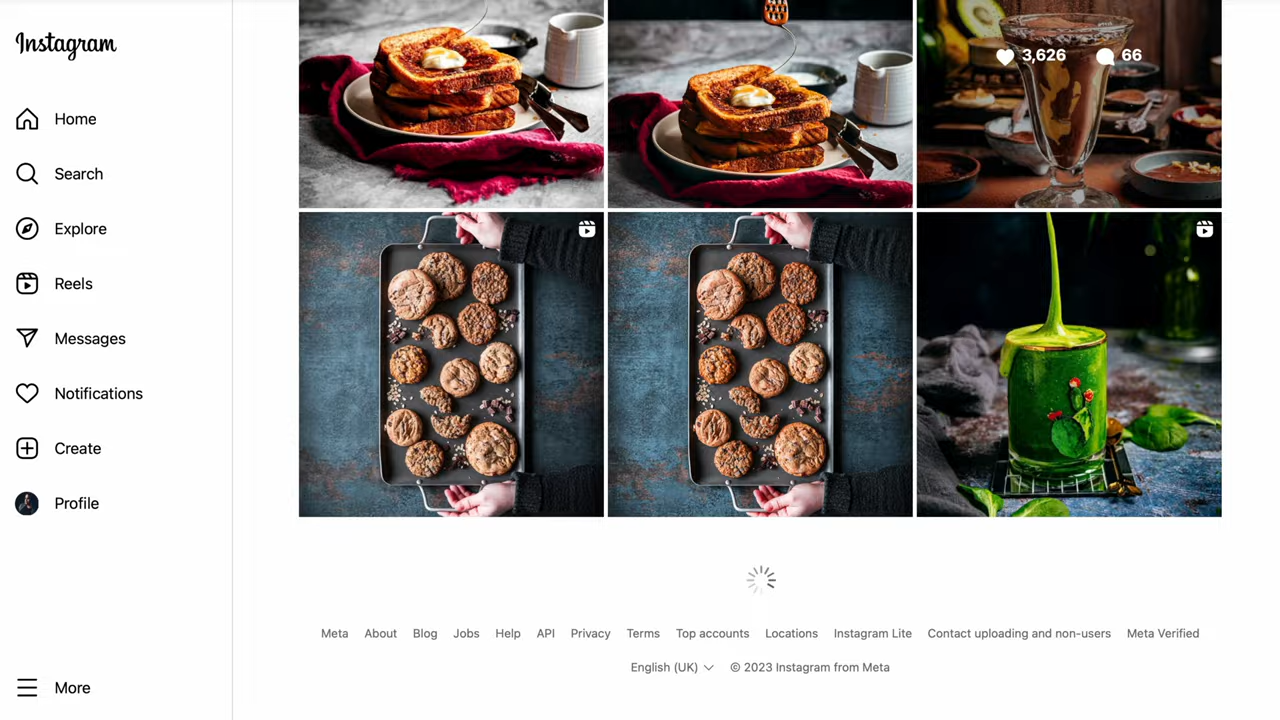 Instagram
3,626 66
Home
Search
Explore
Reels
Messages
Notifications
Create
Profile
More
Meta About Blog Jobs Help API Privacy Terms Top accounts Locations Instagram Lite Contact uploading and non-users Meta Verified
English (UK) © 2023 Instagram from Meta